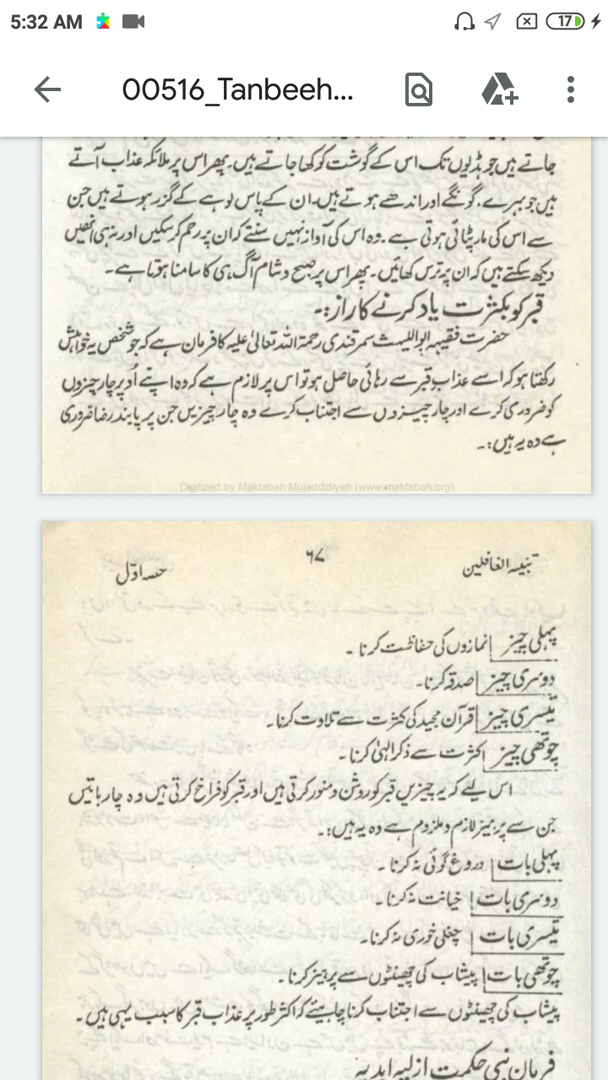 5:32 AM
17
00516_Tanbeeh...
جاتے ہیں جو ہڈیوں تک اس کے گوشت کو کھا جاتے ہیں۔ پھر اس پر ملائکہ عذاب آتے
ہیں جو بہرے، گونگے اور اندھے ہوتے ہیں۔ ان کے پاس لوہے کے گرز ہوتے ہیں جن
سے اس کی مار پٹائی ہوتی ہے۔ وہ اس کی آواز نہیں سنتے کہ ان پر رحم کر سکیں اور نہ ہی انھیں
دیکھ سکتے ہیں کہ ان پر ترس کھائیں۔ پھر اس پر صبح و شام آگ ہی کا سامنا ہوتا ہے۔
قبر کو بکثرت یاد کرنے کا راز:۔
حضرت فقیہہ ابواللیث سمرقندی رحمۃ اللہ تعالیٰ علیہ کا فرمان ہے کہ جو شخص یہ خواہش
رکھتا ہو کہ اسے عذاب قبر سے رہائی حاصل ہو تو اس پر لازم ہے کہ وہ اپنے اُوپر چار چیزوں
کو ضروری کرے اور چار چیزوں سے اجتناب کرے وہ چار چیزیں جن پر پابند رضا ضروری
ہے وہ یہ ہیں:۔
Digitized by Maktabah Mujaddidiyah (www.maktabah.org)
تنبیہ الغافلین ۶۷ حصہ اوّل
پہلی چیز نمازوں کی حفاظت کرنا۔
دوسری چیز صدقہ کرنا۔
تیسری چیز قرآن مجید کی کثرت سے تلاوت کرنا۔
چوتھی چیز کثرت سے ذکر الٰہی کرنا۔
اس لیئے کہ یہ چیزیں قبر کو روشن و منور کرتی ہیں اور قبر کو فراخ کرتی ہیں وہ چار باتیں
جن سے پرہیز لازم و ملزوم ہے وہ یہ ہیں:۔
پہلی بات دروغ گوئی نہ کرنا۔
دوسری بات خیانت نہ کرنا۔
تیسری بات چغلی خوری نہ کرنا۔
چوتھی بات پیشاب کی چھینٹوں سے پرہیز کرنا۔
پیشاب کی چھینٹوں سے اجتناب کرنا چاہیئے کہ اکثر طور پر عذاب قبر کا سبب یہی ہیں۔
فرمان نبی حکمت ازلیہ ابدیہ